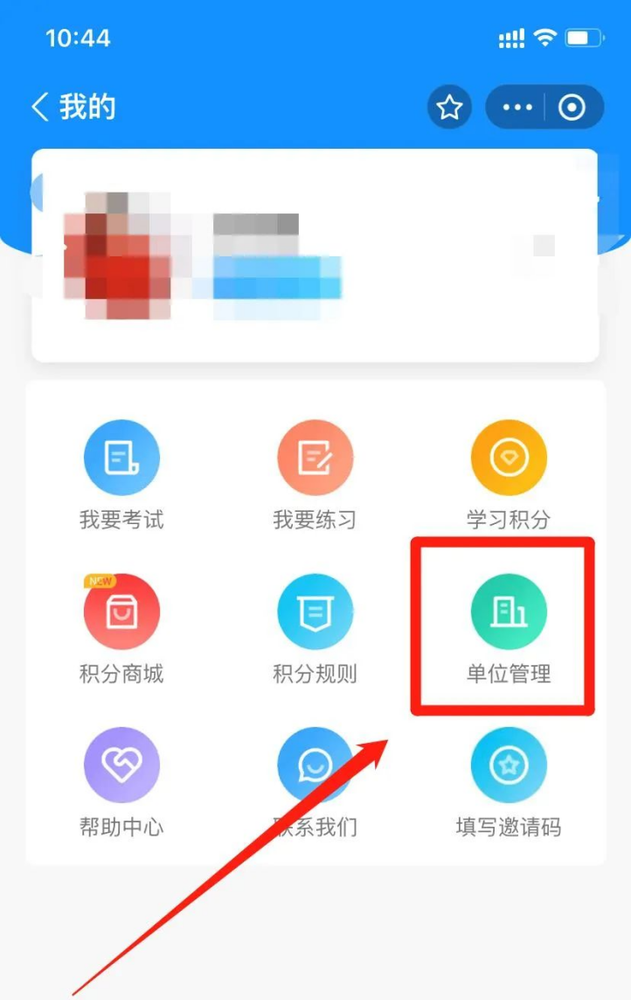 10:44
我的
我要考试
我要练习
学习积分
NEW
积分商城
积分规则
单位管理
帮助中心
联系我们
填写邀请码